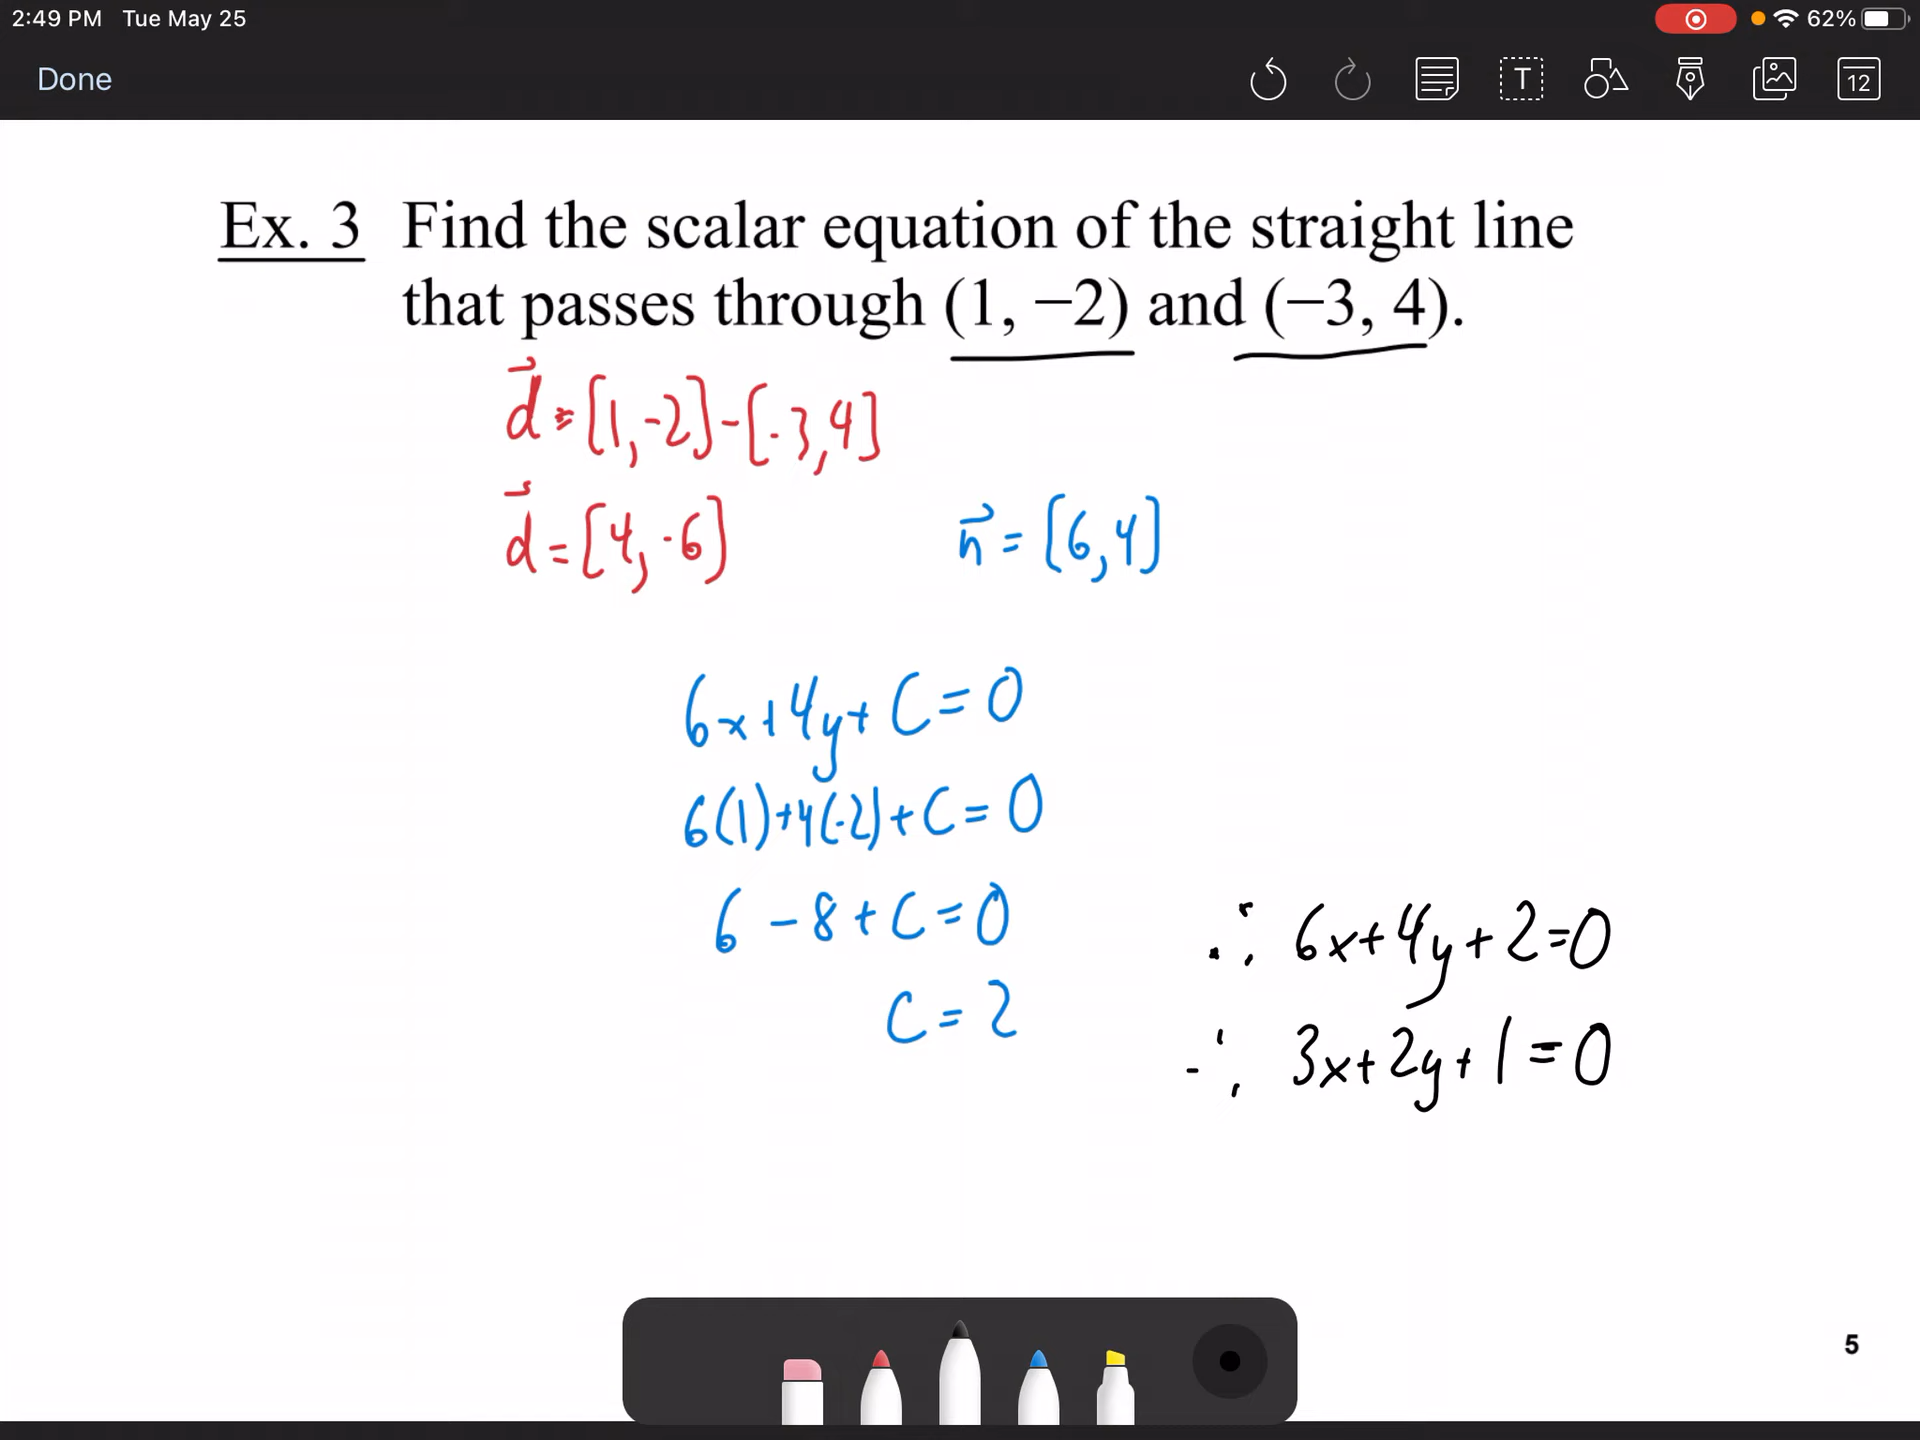 2:49 PM Tue May 25 62%
Done T 12
Ex. 3 Find the scalar equation of the straight line
that passes through (1, −2) and (−3, 4).
d⃗ = [1, -2] - [-3, 4]
d⃗ = [4, -6] n⃗ = [6, 4]
6x + 4y + C = 0
6(1) + 4(-2) + C = 0
6 - 8 + C = 0
C = 2
∴ 6x + 4y + 2 = 0
∴ 3x + 2y + 1 = 0
5